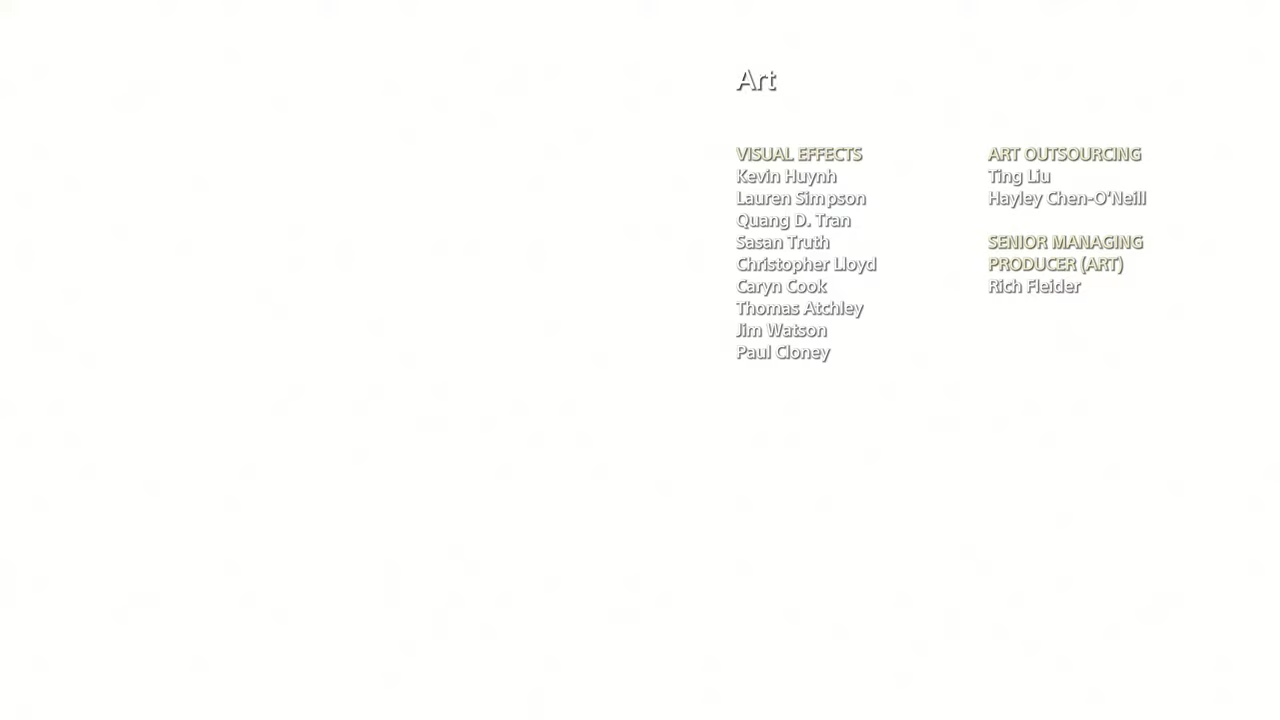 Art
VISUAL EFFECTS
Kevin Huynh
Lauren Simpson
Quang D. Tran
Sasan Truth
Christopher Lloyd
Caryn Cook
Thomas Atchley
Jim Watson
Paul Cloney
ART OUTSOURCING
Ting Liu
Hayley Chen-O'Neill
SENIOR MANAGING
PRODUCER (ART)
Rich Fleider